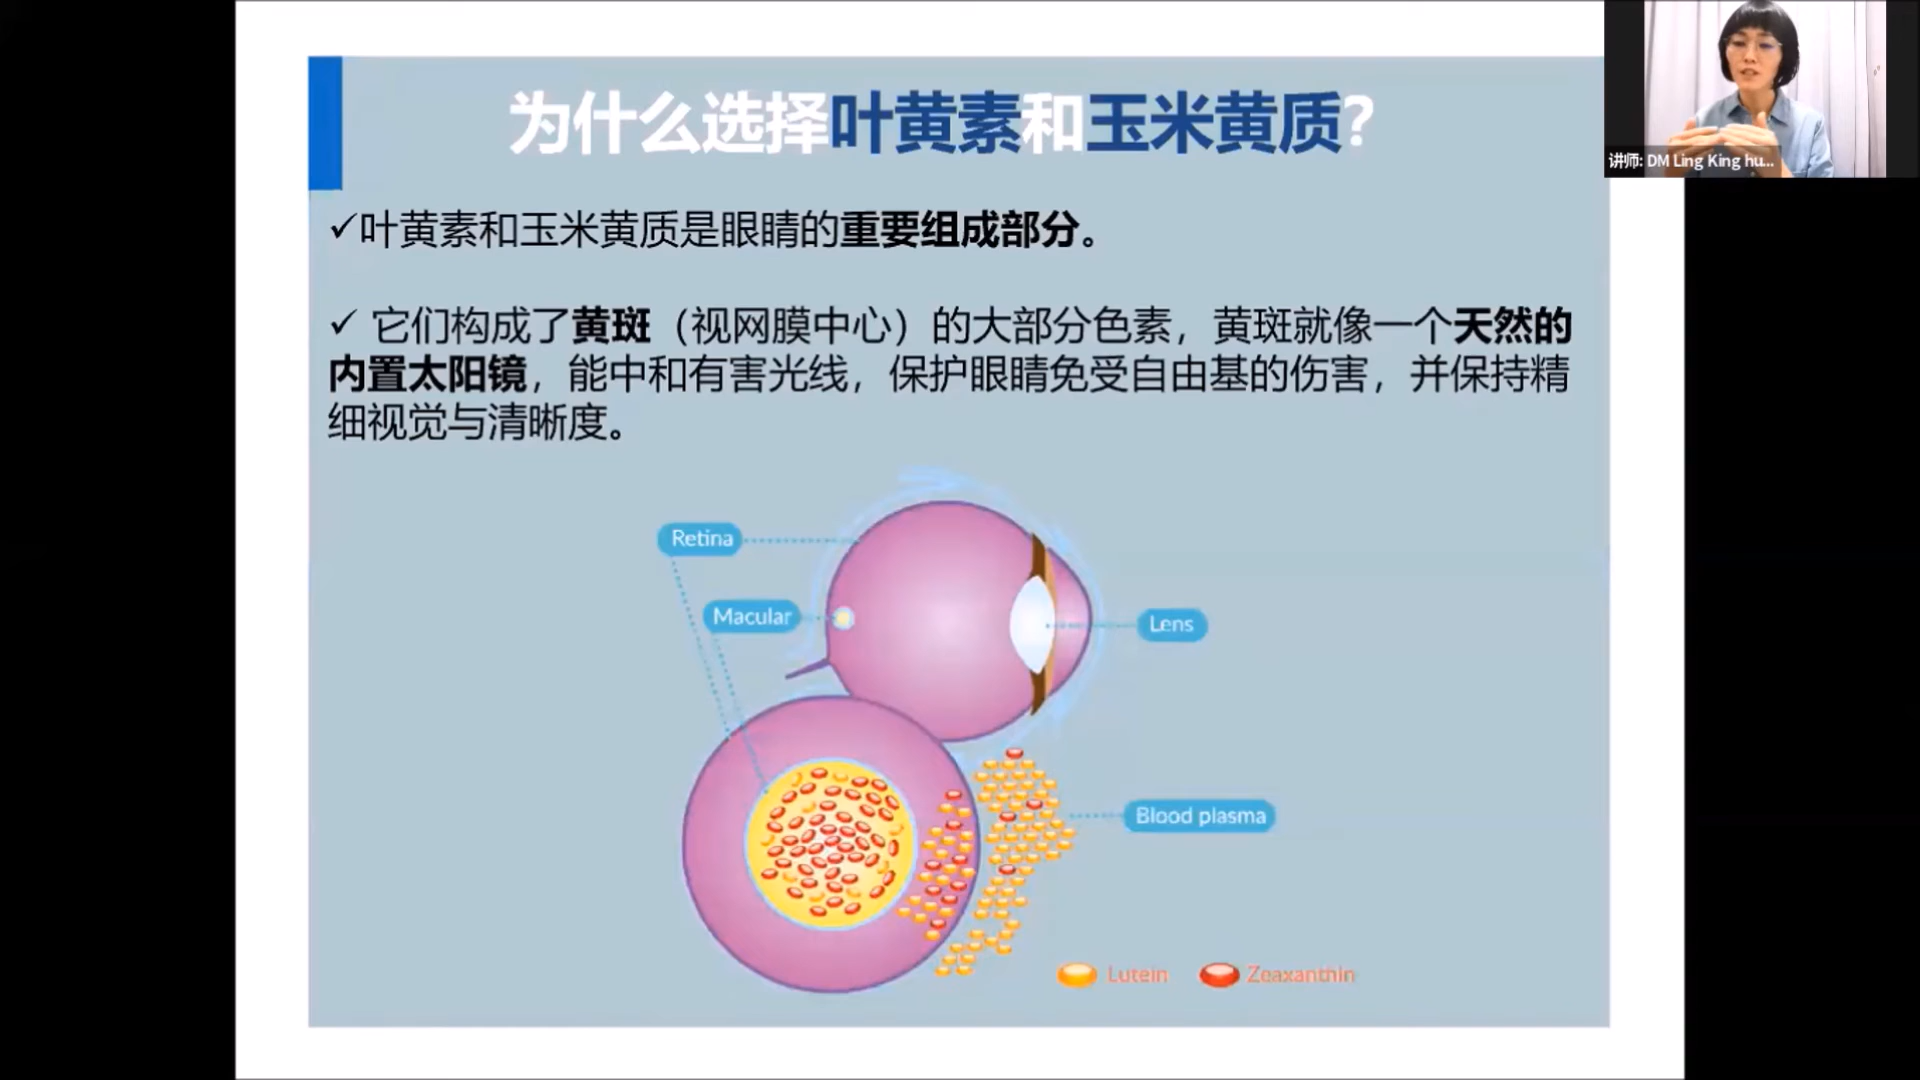 为什么选择叶黄素和玉米黄质?
讲师: DM Ling King hu...
✓叶黄素和玉米黄质是眼睛的重要组成部分。
✓ 它们构成了黄斑（视网膜中心）的大部分色素，黄斑就像一个天然的
内置太阳镜，能中和有害光线，保护眼睛免受自由基的伤害，并保持精
细视觉与清晰度。
Retina
Macular
Lens
Blood plasma
Lutein
Zeaxanthin